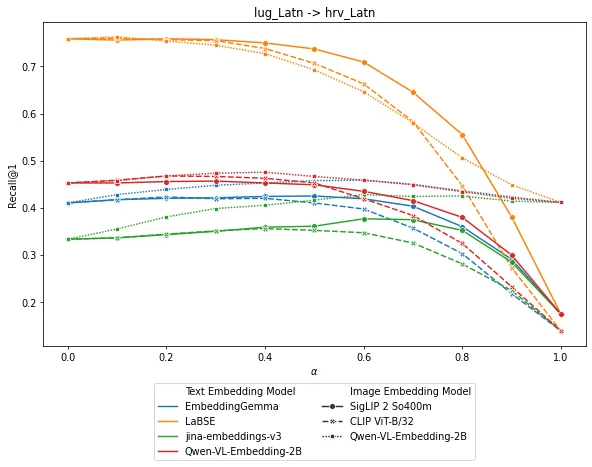 lug_Latn -> hrv_Latn
Recall@1
0.7
0.6
0.5
0.4
0.3
0.2
0.0 0.2 0.4 0.6 0.8 1.0
α
Text Embedding Model Image Embedding Model
EmbeddingGemma SigLIP 2 So400m
LaBSE CLIP ViT-B/32
jina-embeddings-v3 Qwen-VL-Embedding-2B
Qwen-VL-Embedding-2B